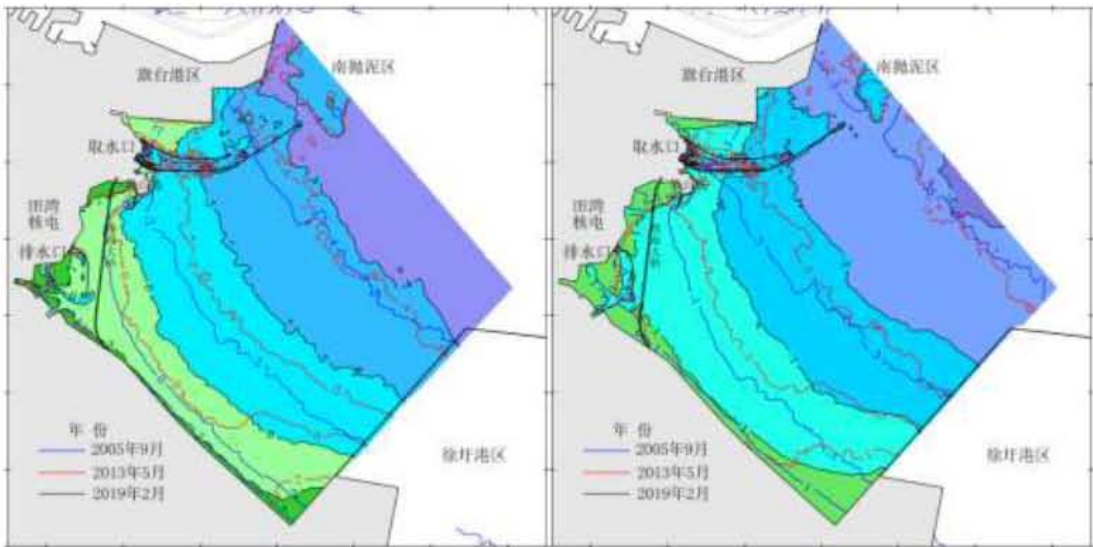 旗台港区
南抛泥区
取水口
田湾
核电
排水口
年 份
2005年9月
2013年5月
2019年2月
徐圩港区
旗台港区
南抛泥区
取水口
田湾
核电
排水口
年 份
2005年9月
2013年5月
2019年2月
徐圩港区